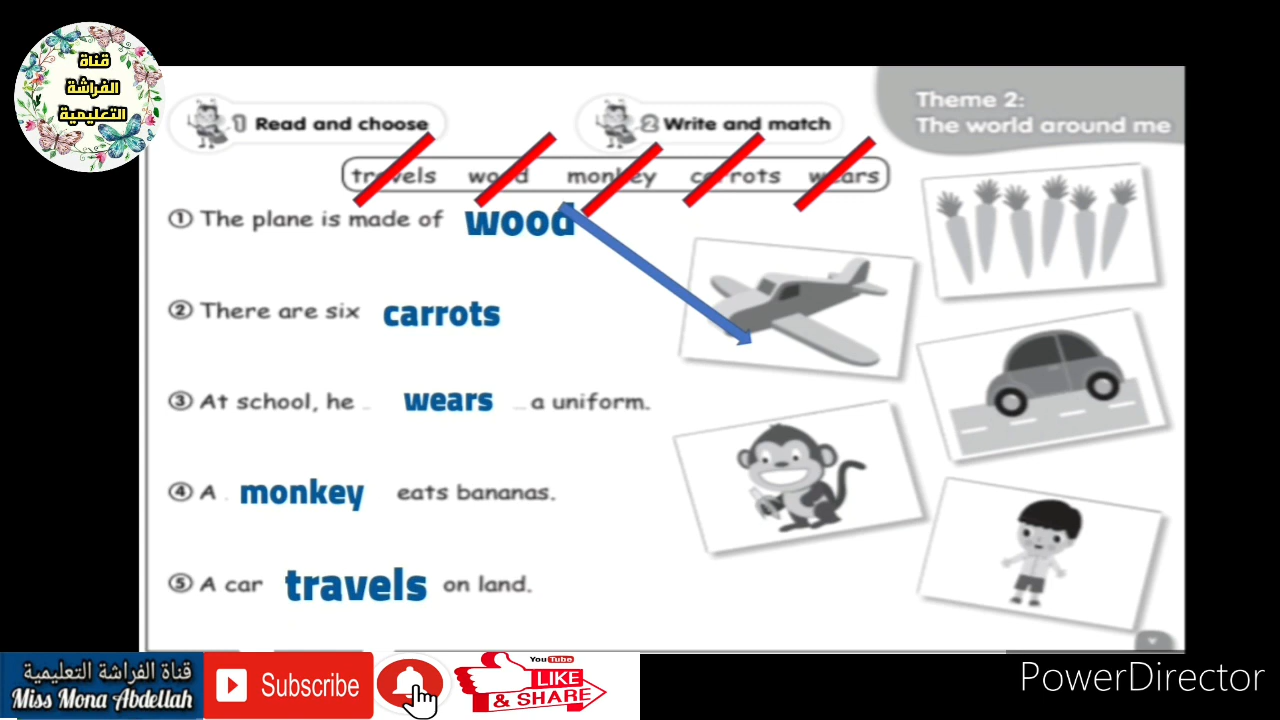 قناة
الفراشة
التعليمية
1 Read and choose
2 Write and match
Theme 2:
The world around me
travels wood monkey carrots wears
① The plane is made of wood
② There are six carrots
③ At school, he wears a uniform.
④ A monkey eats bananas.
⑤ A car travels on land.
قناة الفراشة التعليمية
Miss Mona Abdellah
Subscribe
YouTube
LIKE
& SHARE
PowerDirector